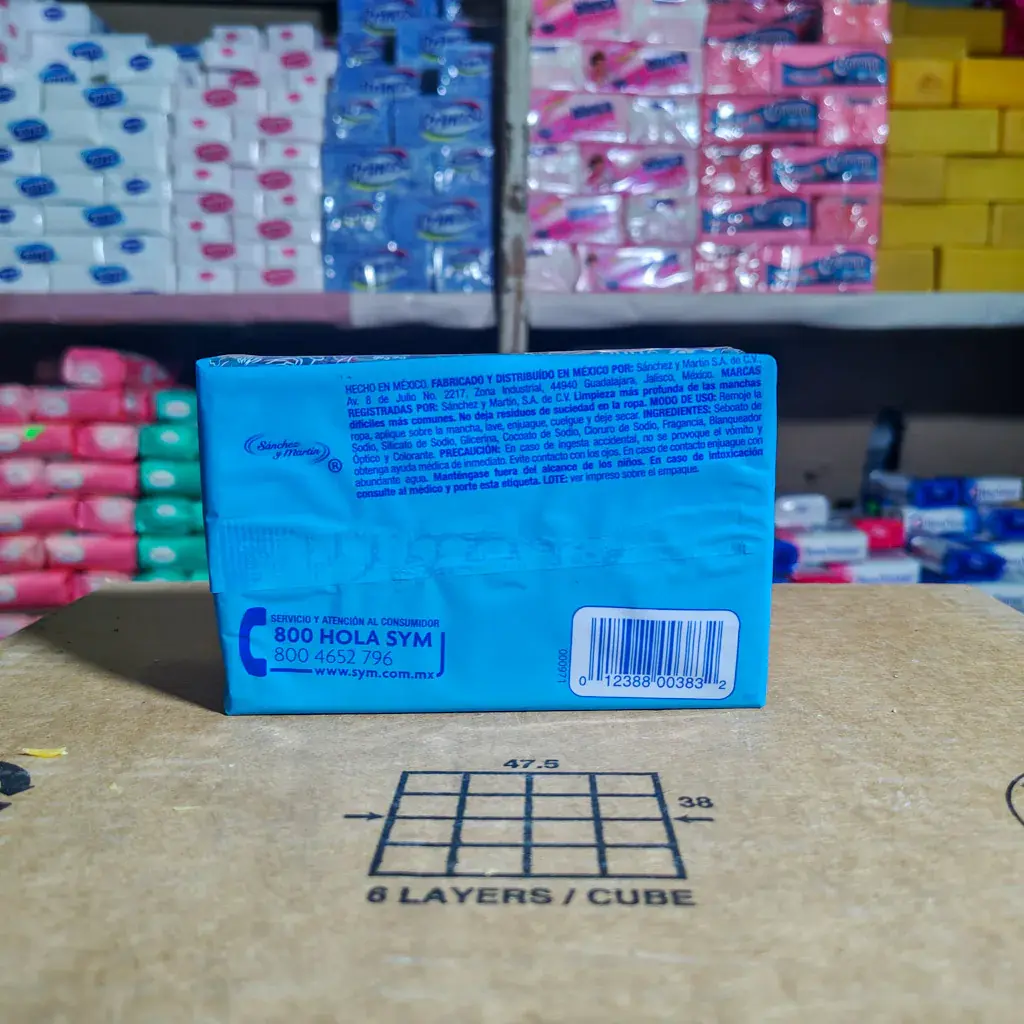 HECHO EN MÉXICO. FABRICADO Y DISTRIBUÍDO EN MÉXICO POR: Sánchez y Martín S.A. de C.V.,
Av. 8 de Julio No. 2217, Zona Industrial, 44940 Guadalajara, Jalisco, México. MARCAS
REGISTRADAS POR: Sánchez y Martín, S.A. de C.V. Limpieza más profunda de las manchas
difíciles más comunes. No deja residuos de suciedad en la ropa. MODO DE USO: Remoje la
ropa, aplique sobre la mancha, lave, enjuague, cuelgue y deje secar. INGREDIENTES: Sebato de
Sodio, Silicato de Sodio, Glicerina, Cocoato de Sodio, Cloruro de Sodio, Fragancia, Blanqueador
Óptico y Colorante. PRECAUCIÓN: En caso de ingesta accidental, no se provoque el vómito y
obtenga ayuda médica de inmediato. Evite contacto con los ojos. En caso de contacto enjuague con
abundante agua. Manténgase fuera del alcance de los niños. En caso de intoxicación
consulte al médico y porte esta etiqueta. LOTE: ver impreso sobre el empaque.
Sánchez
y Martín ®
SERVICIO Y ATENCIÓN AL CONSUMIDOR
800 HOLA SYM
800 4652 796
www.sym.com.mx
000971
0 12388 00383 2
47.5
38
6 LAYERS / CUBE